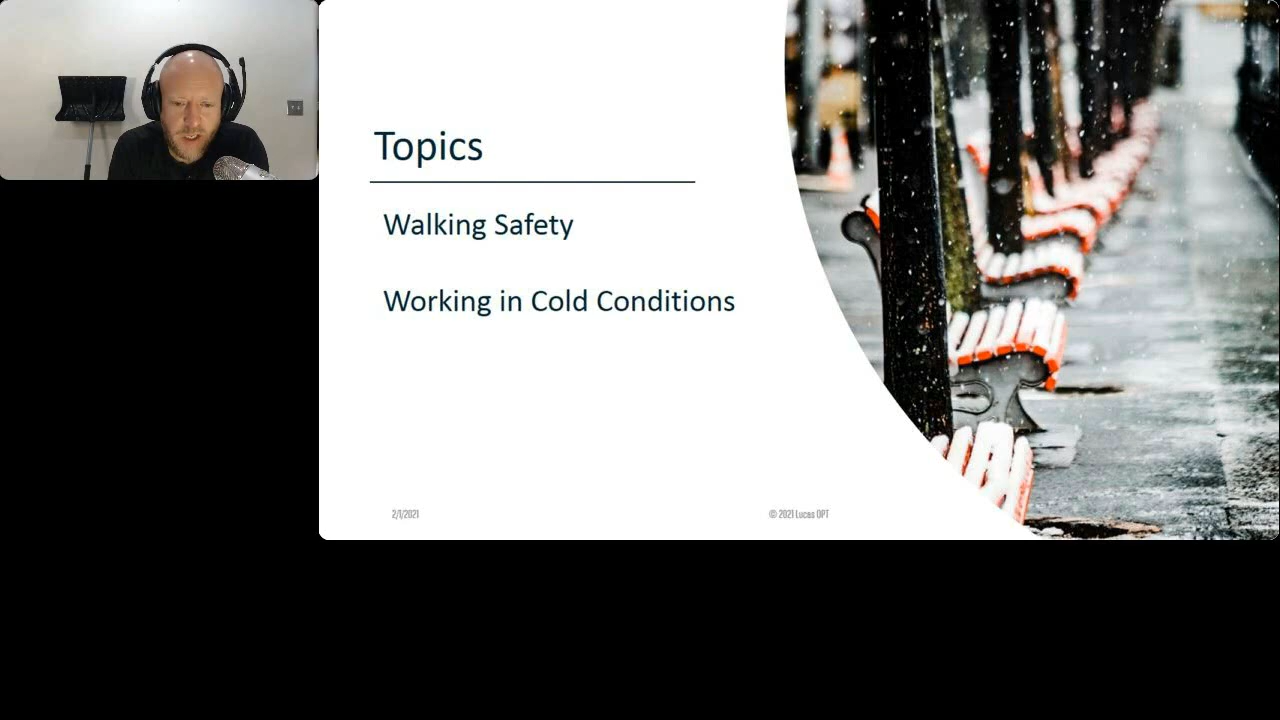 Topics
Walking Safety
Working in Cold Conditions
2/1/2021
© 2021 Lucas OPT